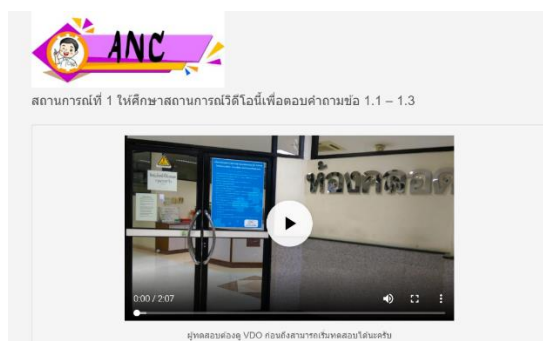 ANC
สถานการณ์ที่ 1 ให้ศึกษาสถานการณ์วิดีโอนี้เพื่อตอบคำถามข้อ 1.1 – 1.3
ห้องคลอด
0:00 / 2:07
ผู้ทดสอบต้องดู VDO ก่อนถึงสามารถเริ่มทดสอบได้นะครับ